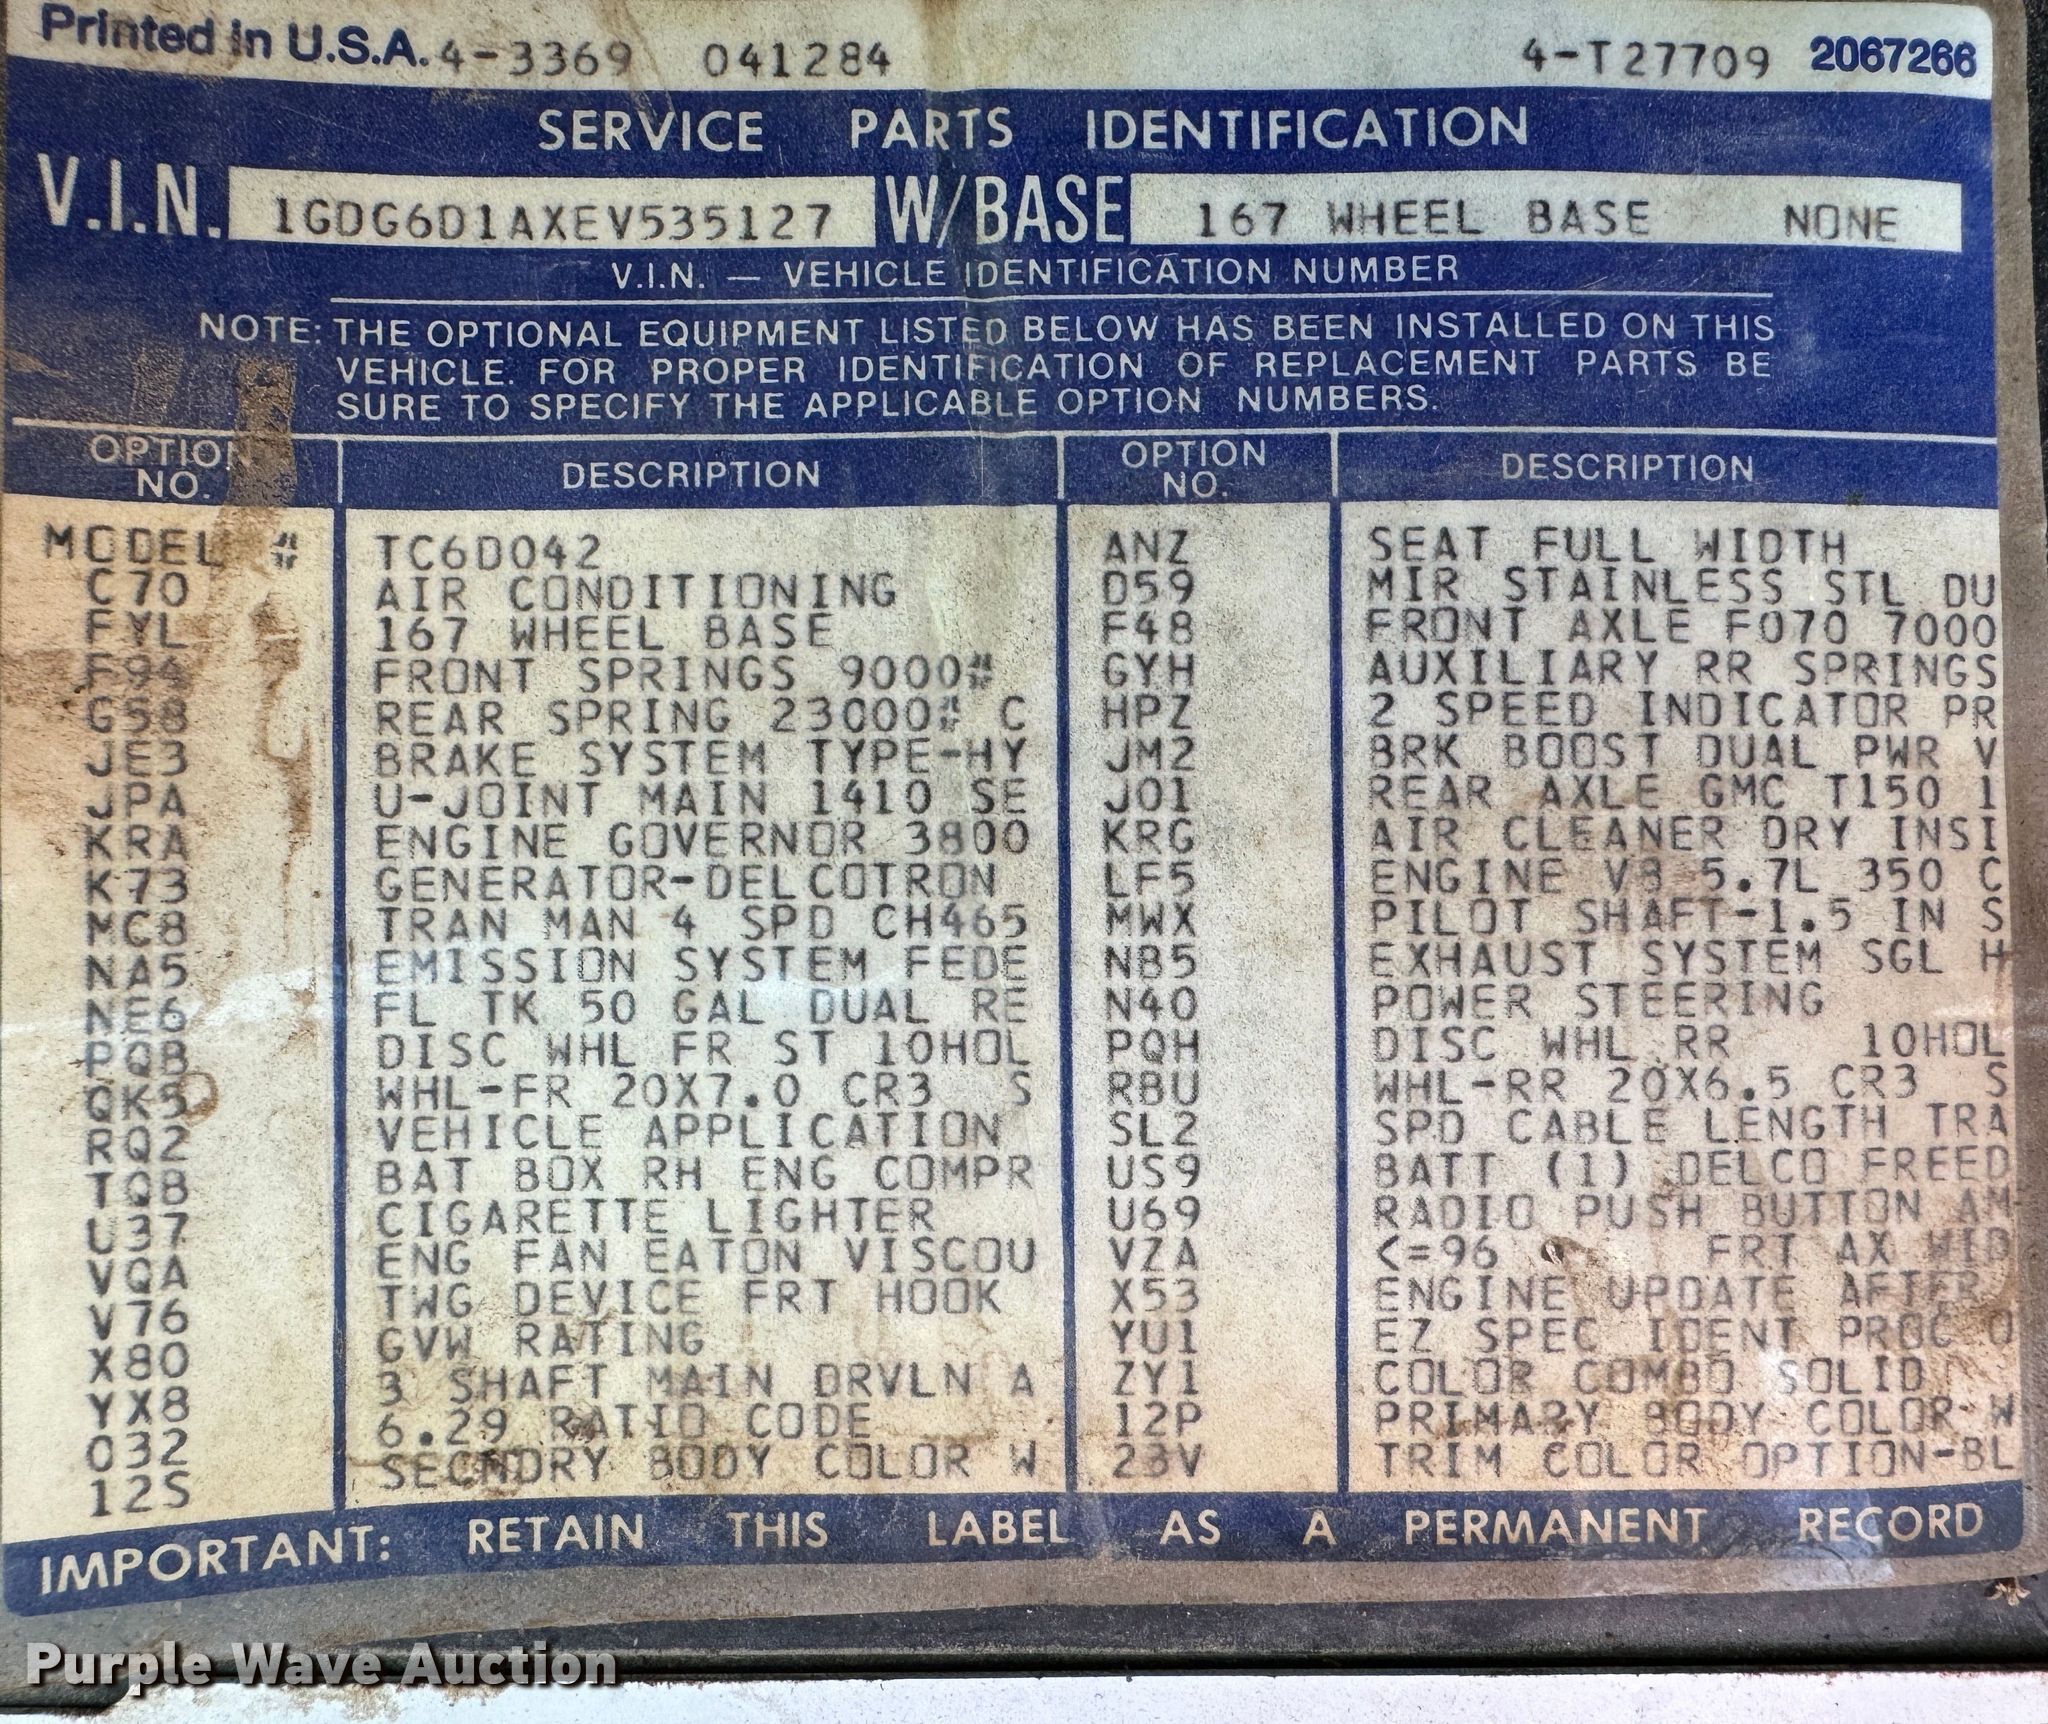 Printed in U.S.A. 4-3369 041284 4-T27709 2067266
SERVICE PARTS IDENTIFICATION
V.I.N. 1GDG6D1AXEV535127 W/BASE 167 WHEEL BASE NONE
V.I.N. — VEHICLE IDENTIFICATION NUMBER
NOTE: THE OPTIONAL EQUIPMENT LISTED BELOW HAS BEEN INSTALLED ON THIS
VEHICLE. FOR PROPER IDENTIFICATION OF REPLACEMENT PARTS BE
SURE TO SPECIFY THE APPLICABLE OPTION NUMBERS.
OPTION NO. DESCRIPTION OPTION NO. DESCRIPTION
MODEL # TC6D042 ANZ SEAT FULL WIDTH
C70 AIR CONDITIONING D59 MIR STAINLESS STL DU
FYL 167 WHEEL BASE F48 FRONT AXLE F070 7000
F94 FRONT SPRINGS 9000# GYH AUXILIARY RR SPRINGS
G58 REAR SPRING 23000# C HPZ 2 SPEED INDICATOR PR
JE3 BRAKE SYSTEM TYPE-HY JM2 BRK BOOST DUAL PWR V
JPA U-JOINT MAIN 1410 SE J01 REAR AXLE GMC T150 1
KRA ENGINE GOVERNOR 3800 KRG AIR CLEANER DRY INSI
K73 GENERATOR-DELCOTRON LF5 ENGINE V8 5.7L 350 C
MC8 TRAN MAN 4 SPD CH465 MWX PILOT SHAFT-1.5 IN S
NA5 EMISSION SYSTEM FEDE NB5 EXHAUST SYSTEM SGL H
NE6 FL TK 50 GAL DUAL RE N40 POWER STEERING
PQB DISC WHL FR ST 10HOL PQH DISC WHL RR 10HOL
QK5 WHL-FR 20X7.0 CR3 S RBU WHL-RR 20X6.5 CR3 S
RQ2 VEHICLE APPLICATION SL2 SPD CABLE LENGTH TRA
TQB BAT BOX RH ENG COMPR US9 BATT (1) DELCO FREED
U37 CIGARETTE LIGHTER U69 RADIO PUSH BUTTON AM
VQA ENG FAN EATON VISCOU VZA <=96 FRT AX WID
V76 TWG DEVICE FRT HOOK X53 ENGINE UPDATE AFTER
X80 GVW RATING YU1 EZ SPEC IDENT PROC O
YX8 3 SHAFT MAIN DRVLN A ZY1 COLOR COMBO SOLID
032 6.29 RATIO CODE 12P PRIMARY BODY COLOR W
12S SECNDRY BODY COLOR W 23V TRIM COLOR OPTION-BL
IMPORTANT: RETAIN THIS LABEL AS A PERMANENT RECORD
Purple Wave Auction